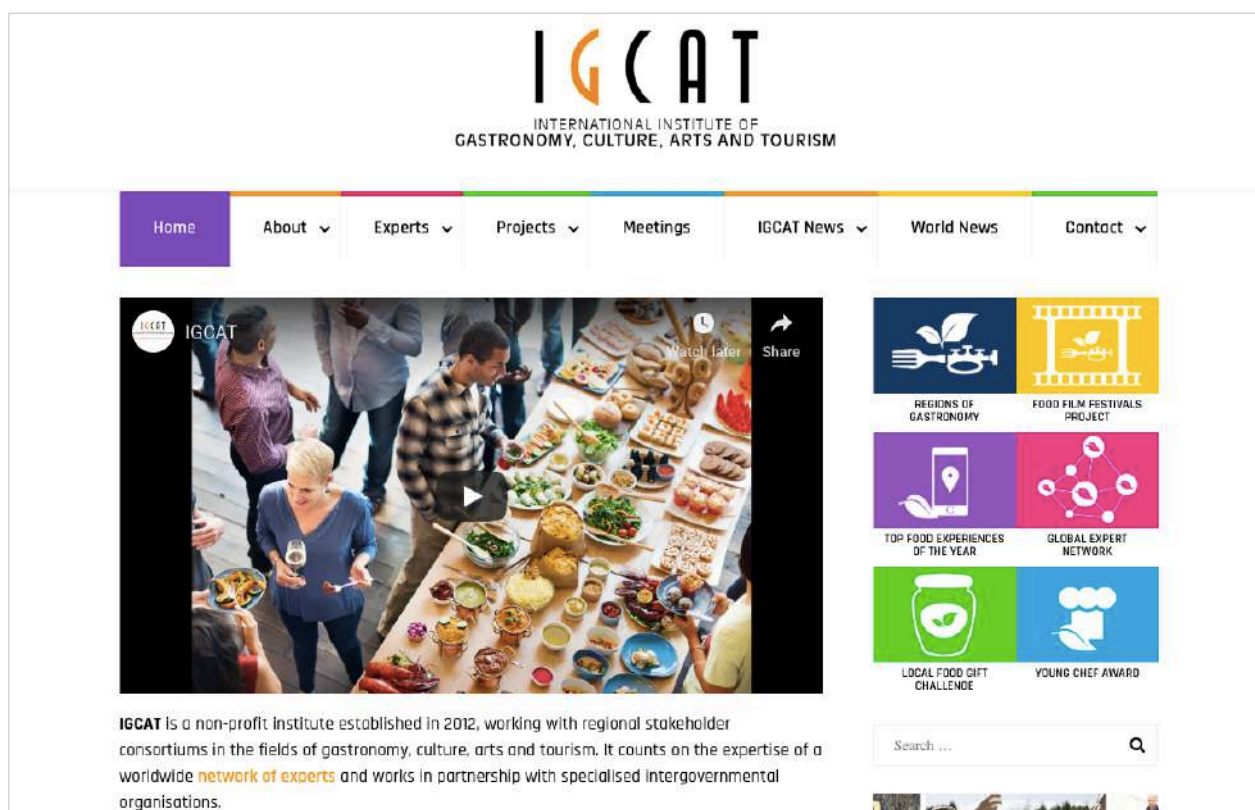 IGCAT
INTERNATIONAL INSTITUTE OF
GASTRONOMY, CULTURE, ARTS AND TOURISM
Home
About
Experts
Projects
Meetings
IGCAT News
World News
Contact
IGCAT
IGCAT
Watch later
Share
REGIONS OF
GASTRONOMY
FOOD FILM FESTIVALS
PROJECT
TOP FOOD EXPERIENCES
OF THE YEAR
GLOBAL EXPERT
NETWORK
LOCAL FOOD GIFT
CHALLENGE
YOUNG CHEF AWARD
IGCAT is a non-profit institute established in 2012, working with regional stakeholder
consortiums in the fields of gastronomy, culture, arts and tourism. It counts on the expertise of a
worldwide network of experts and works in partnership with specialised intergovernmental
organisations.
Search ...